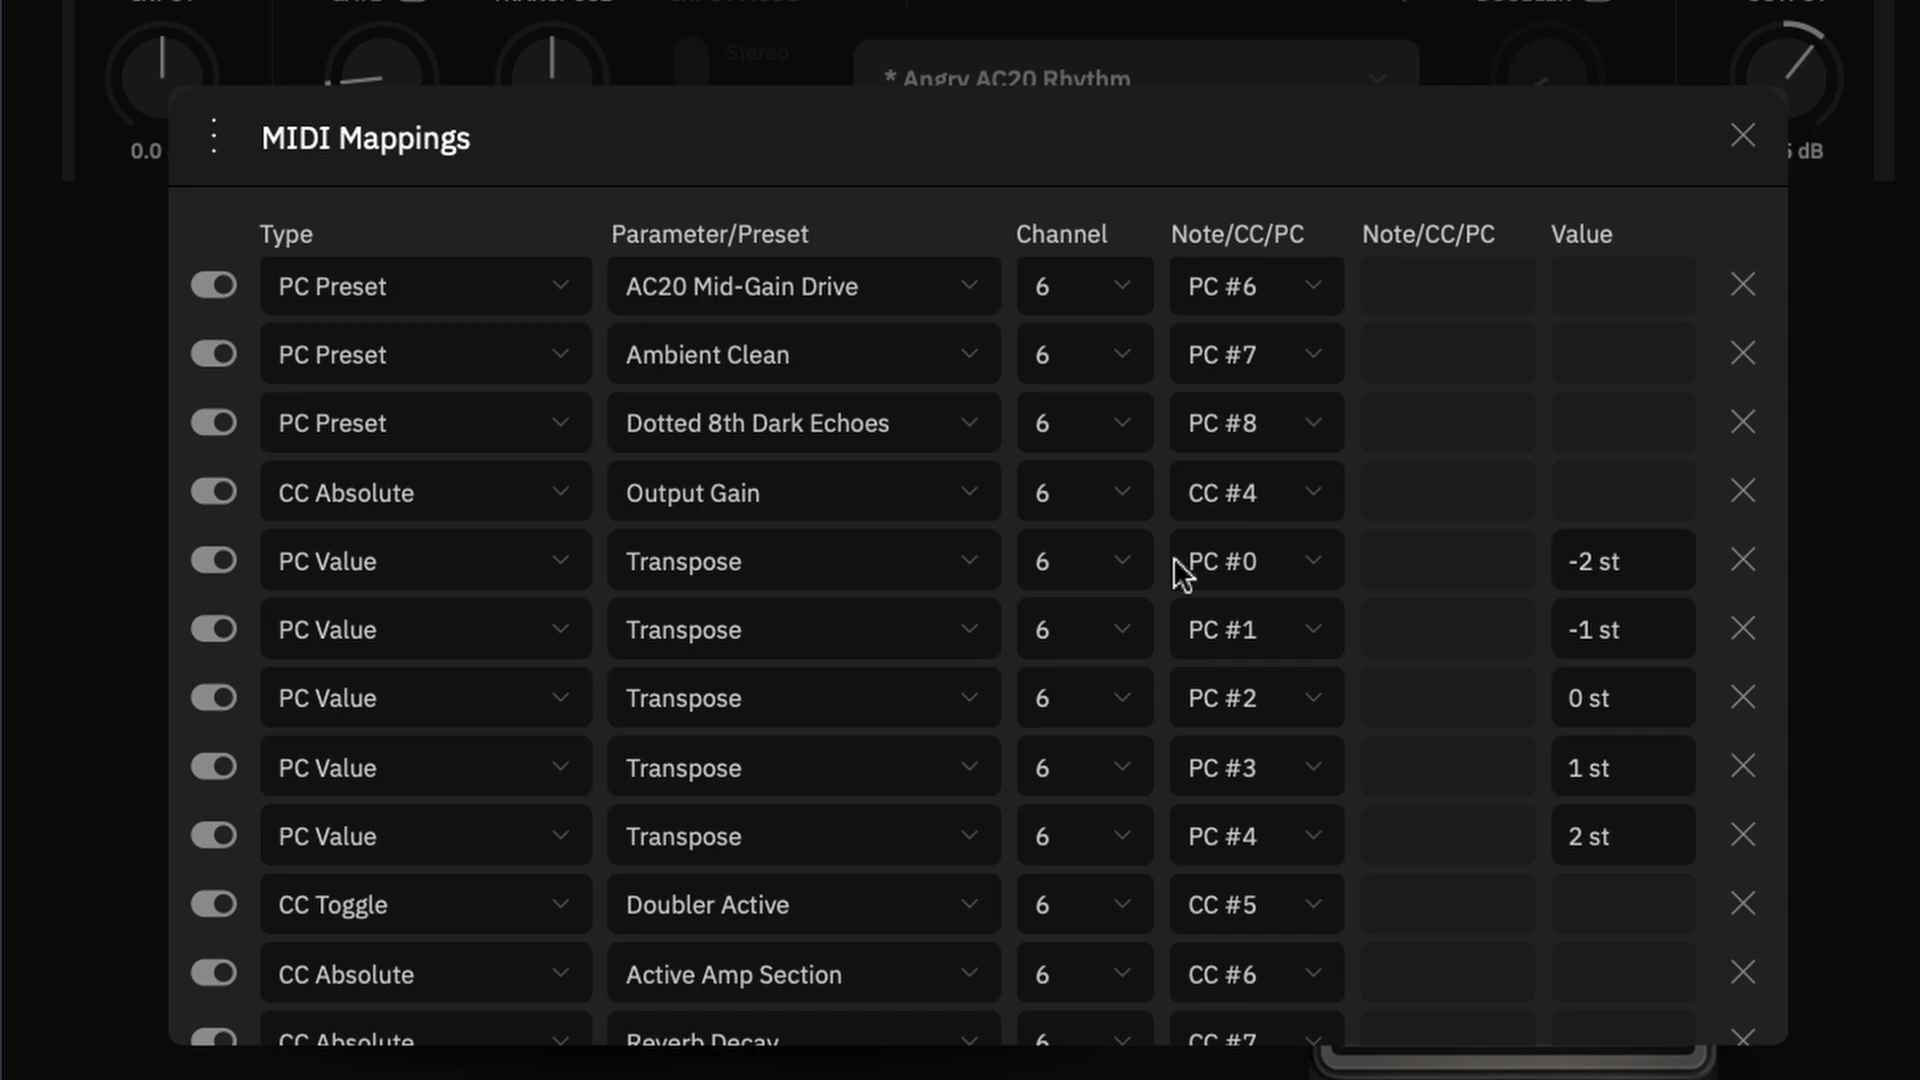 Stereo
* Angry AC20 Rhythm
0.0
dB
MIDI Mappings
Type Parameter/Preset Channel Note/CC/PC Note/CC/PC Value
PC Preset AC20 Mid-Gain Drive 6 PC #6
PC Preset Ambient Clean 6 PC #7
PC Preset Dotted 8th Dark Echoes 6 PC #8
CC Absolute Output Gain 6 CC #4
PC Value Transpose 6 PC #0 -2 st
PC Value Transpose 6 PC #1 -1 st
PC Value Transpose 6 PC #2 0 st
PC Value Transpose 6 PC #3 1 st
PC Value Transpose 6 PC #4 2 st
CC Toggle Doubler Active 6 CC #5
CC Absolute Active Amp Section 6 CC #6
CC Absolute Reverb Decay 6 CC #7